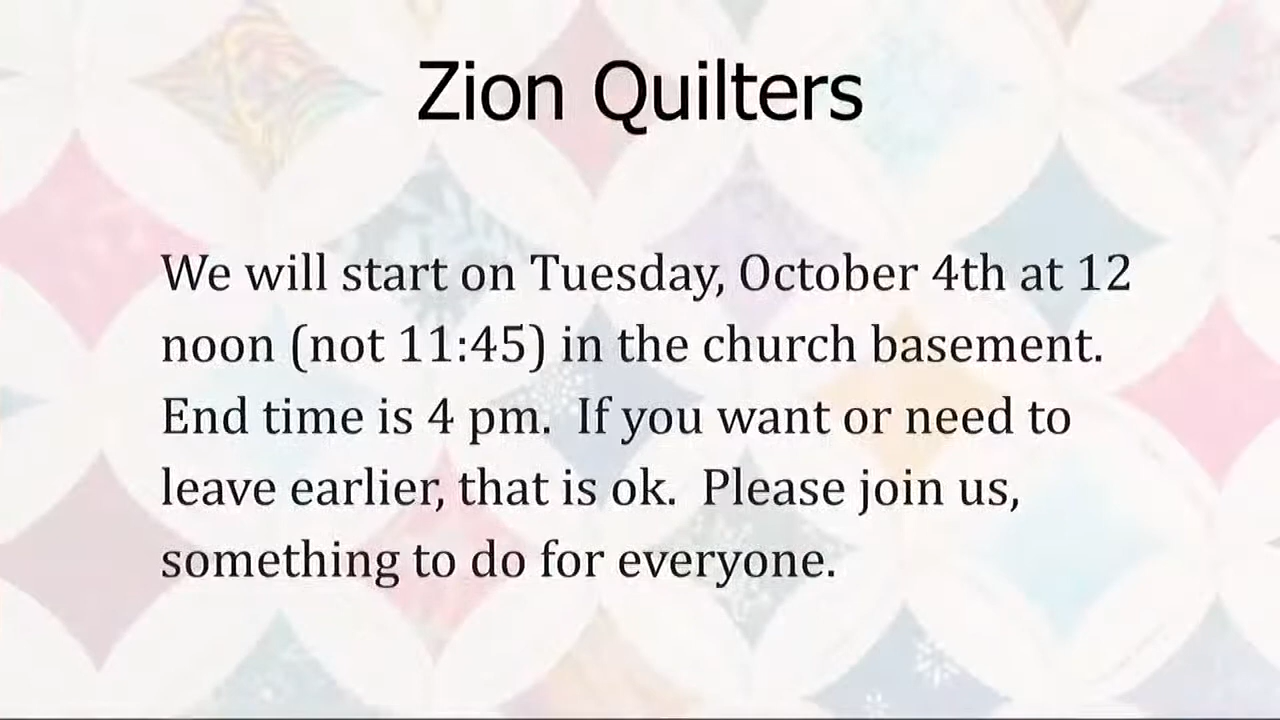 Zion Quilters
We will start on Tuesday, October 4th at 12
noon (not 11:45) in the church basement.
End time is 4 pm.  If you want or need to
leave earlier, that is ok.  Please join us,
something to do for everyone.